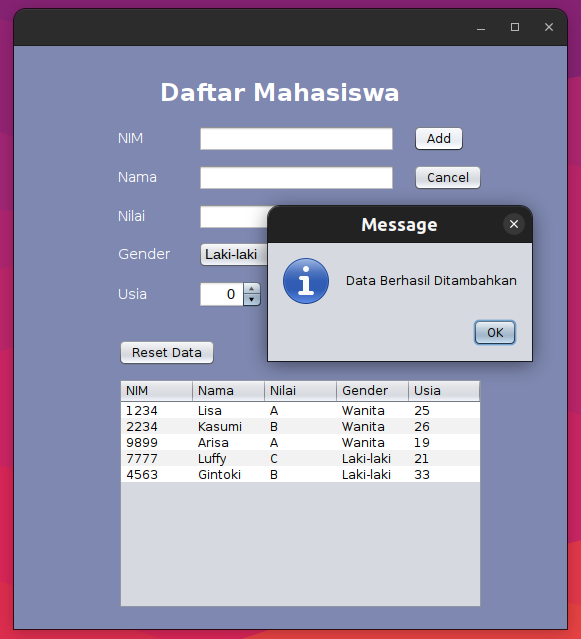 Daftar Mahasiswa
NIM Add
Nama Cancel
Nilai
Message
Gender Laki-laki
Data Berhasil Ditambahkan
Usia 0
OK
Reset Data
NIM Nama Nilai Gender Usia
1234 Lisa A Wanita 25
2234 Kasumi B Wanita 26
9899 Arisa A Wanita 19
7777 Luffy C Laki-laki 21
4563 Gintoki B Laki-laki 33